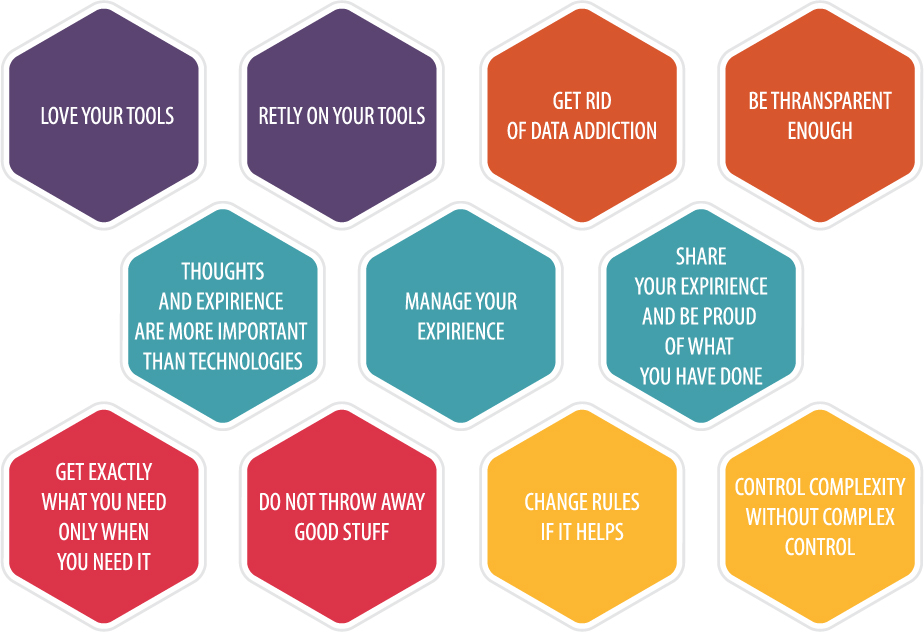 LOVE YOUR TOOLS
RETLY ON YOUR TOOLS
GET RID
OF DATA ADDICTION
BE THRANSPARENT
ENOUGH
THOUGHTS
AND EXPIRIENCE
ARE MORE IMPORTANT
THAN TECHNOLOGIES
MANAGE YOUR
EXPIRIENCE
SHARE
YOUR EXPIRIENCE
AND BE PROUD
OF WHAT
YOU HAVE DONE
GET EXACTLY
WHAT YOU NEED
ONLY WHEN
YOU NEED IT
DO NOT THROW AWAY
GOOD STUFF
CHANGE RULES
IF IT HELPS
CONTROL COMPLEXITY
WITHOUT COMPLEX
CONTROL